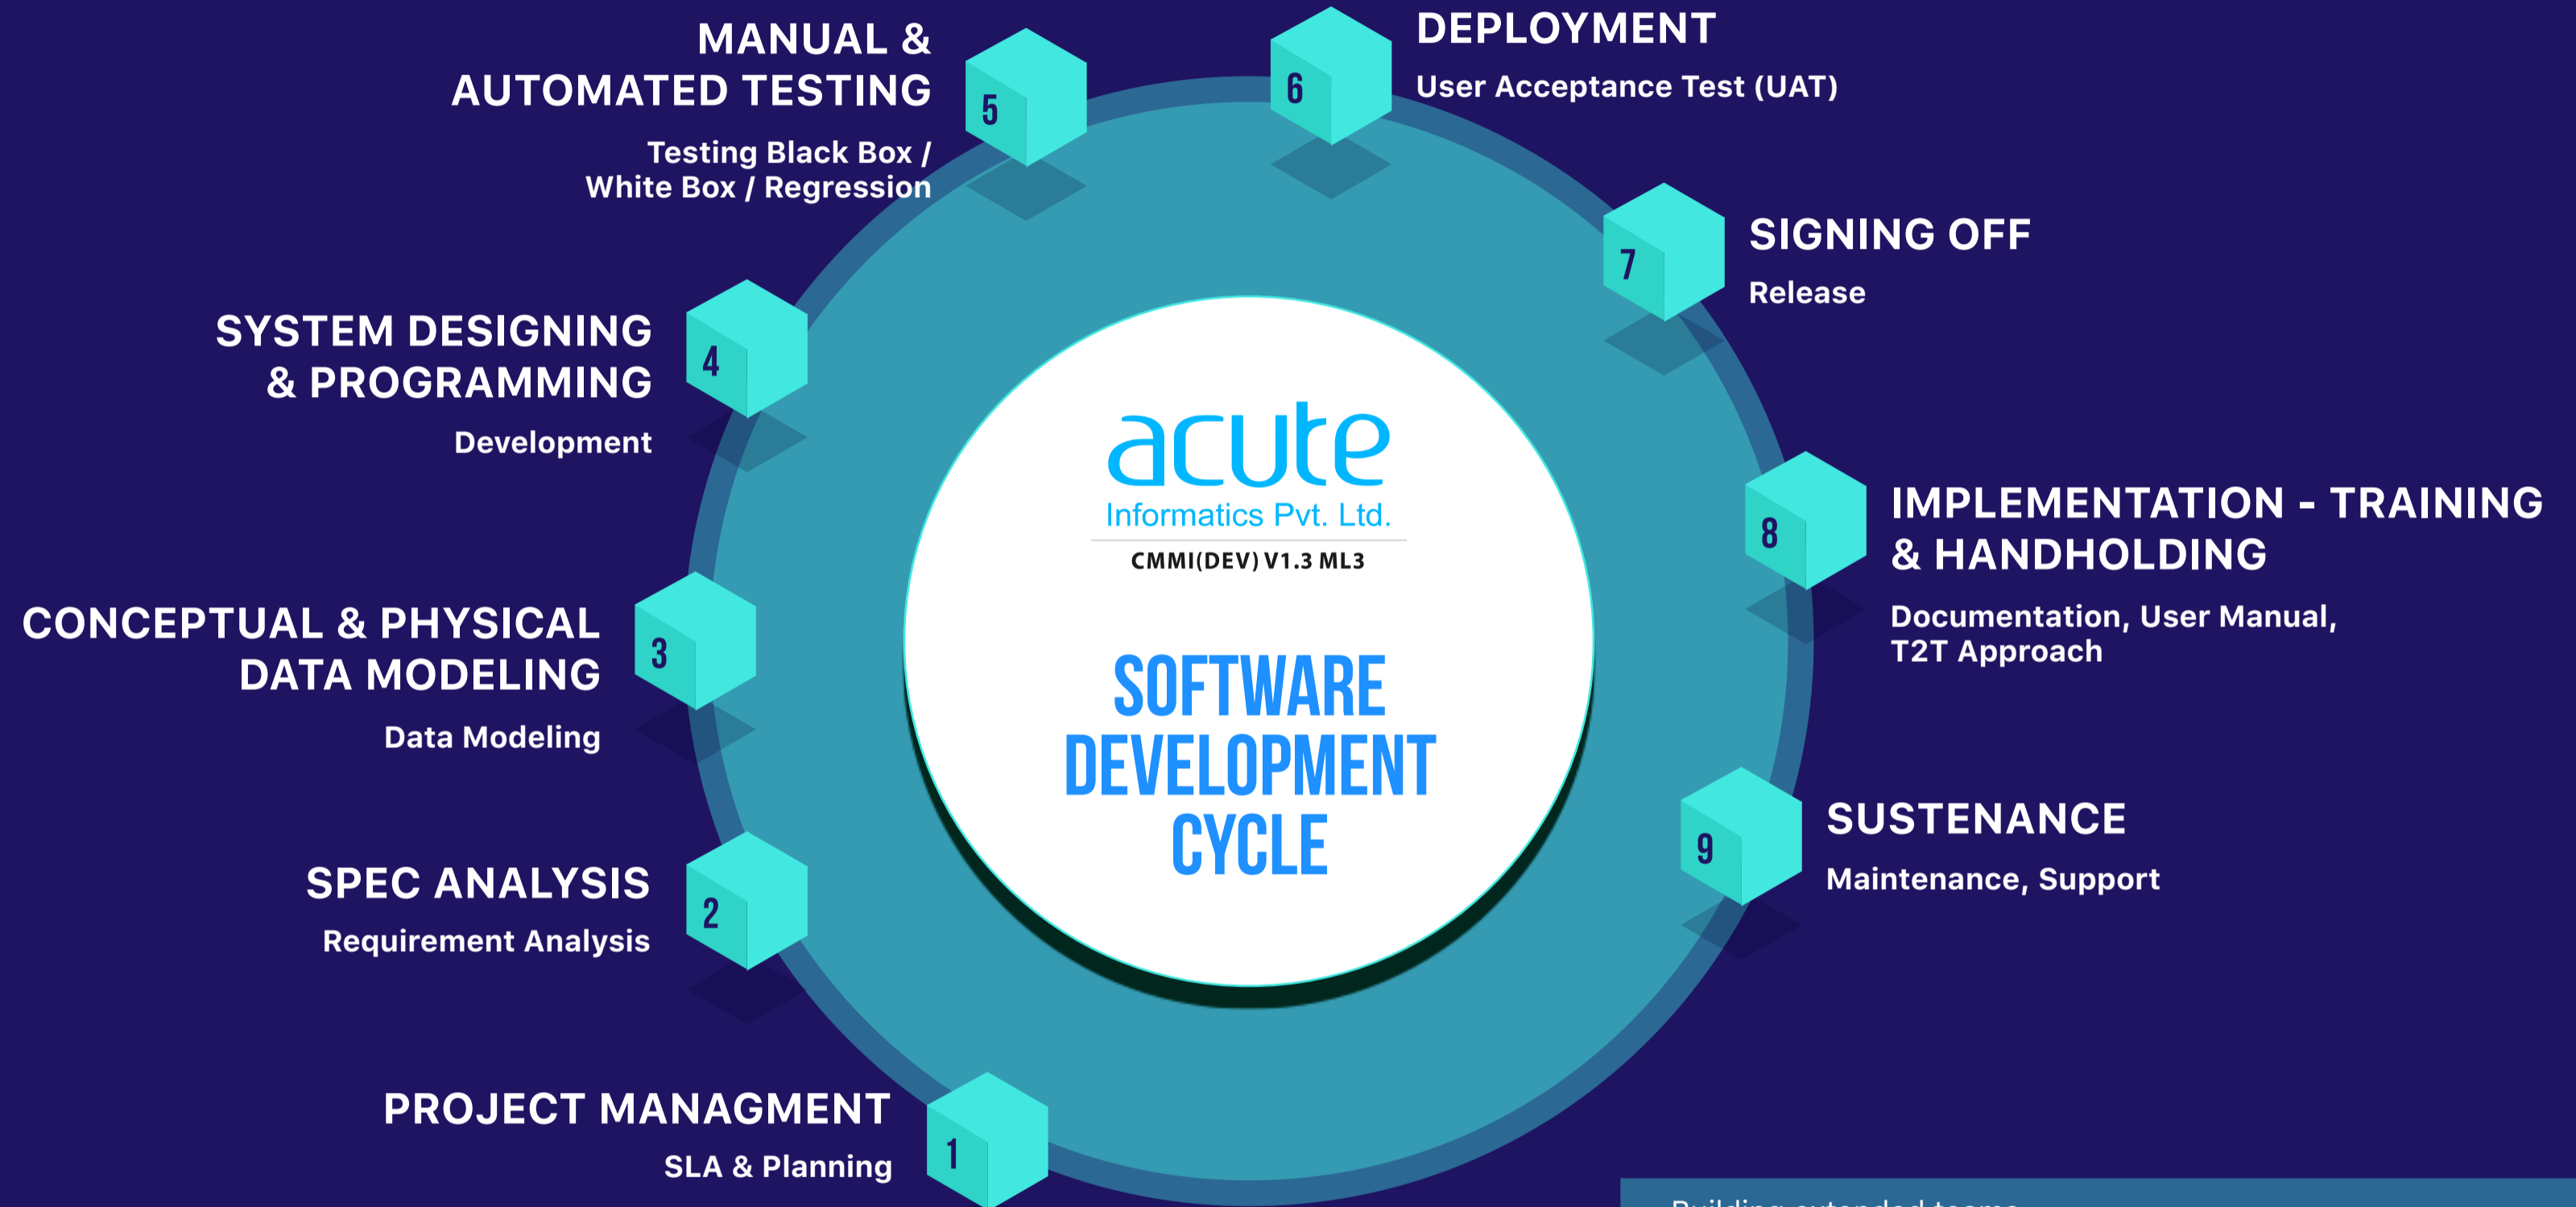 MANUAL &
AUTOMATED TESTING
Testing Black Box /
White Box / Regression
5
6
DEPLOYMENT
User Acceptance Test (UAT)
7
SIGNING OFF
Release
SYSTEM DESIGNING
& PROGRAMMING
Development
4
8
IMPLEMENTATION - TRAINING
& HANDHOLDING
Documentation, User Manual,
T2T Approach
CONCEPTUAL & PHYSICAL
DATA MODELING
Data Modeling
3
acute
Informatics Pvt. Ltd.
CMMI(DEV) V1.3 ML3
SOFTWARE
DEVELOPMENT
CYCLE
9
SUSTENANCE
Maintenance, Support
SPEC ANALYSIS
Requirement Analysis
2
PROJECT MANAGMENT
SLA & Planning
1
Building extended teams